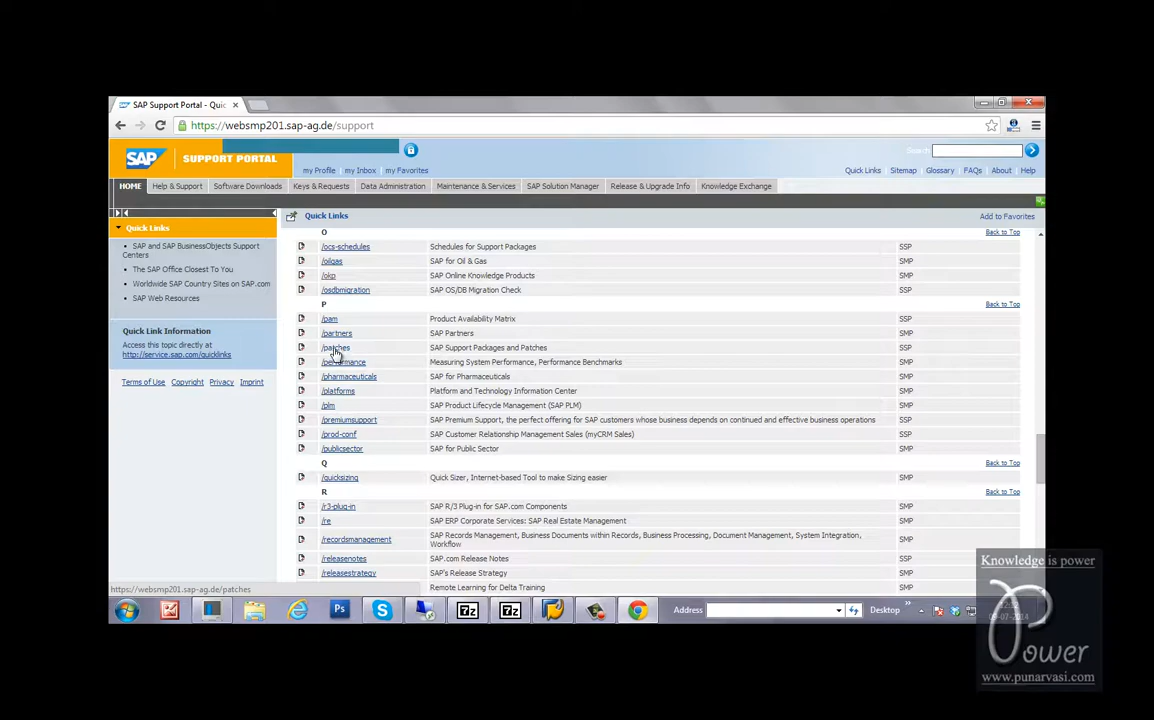 SAP Support Portal - Quic
https://websmp201.sap-ag.de/support
SAP SUPPORT PORTAL
Search
my Profile my Inbox my Favorites
Quick Links Sitemap Glossary FAQs About Help
HOME Help & Support Software Downloads Keys & Requests Data Administration Maintenance & Services SAP Solution Manager Release & Upgrade Info Knowledge Exchange
Quick Links
SAP and SAP BusinessObjects Support
Centers
The SAP Office Closest To You
Worldwide SAP Country Sites on SAP.com
SAP Web Resources
Quick Link Information
Access this topic directly at
http://service.sap.com/quicklinks
Terms of Use Copyright Privacy Imprint
Quick Links Add to Favorites
O Back to Top
/ocs-schedules Schedules for Support Packages SSP
/oilgas SAP for Oil & Gas SMP
/okp SAP Online Knowledge Products SMP
/osdbmigration SAP OS/DB Migration Check SMP
P Back to Top
/pam Product Availability Matrix SSP
/partners SAP Partners SMP
/patches SAP Support Packages and Patches SSP
/performance Measuring System Performance, Performance Benchmarks SMP
/pharmaceuticals SAP for Pharmaceuticals SMP
/platforms Platform and Technology Information Center SMP
/plm SAP Product Lifecycle Management (SAP PLM) SMP
/premiumsupport SAP Premium Support, the perfect offering for SAP customers whose business depends on continued and effective business operations SMP
/prod-conf SAP Customer Relationship Management Sales (myCRM Sales) SSP
/publicsector SAP for Public Sector SMP
Q Back to Top
/quicksizing Quick Sizer, Internet-based Tool to make Sizing easier SMP
R Back to Top
/r3-plug-in SAP R/3 Plug-in for SAP.com Components SMP
/re SAP ERP Corporate Services: SAP Real Estate Management SMP
/recordsmanagement SAP Records Management, Business Documents within Records, Business Processing, Document Management, System Integration,
Workflow SMP
/releasenotes SAP.com Release Notes SSP
/releasestrategy SAP's Release Strategy SMP
Remote Learning for Delta Training
https://websmp201.sap-ag.de/patches
Ps
7z
7z
Address
Desktop
12:12
09-07-2014
Knowledge is power
Power
www.punarvasi.com